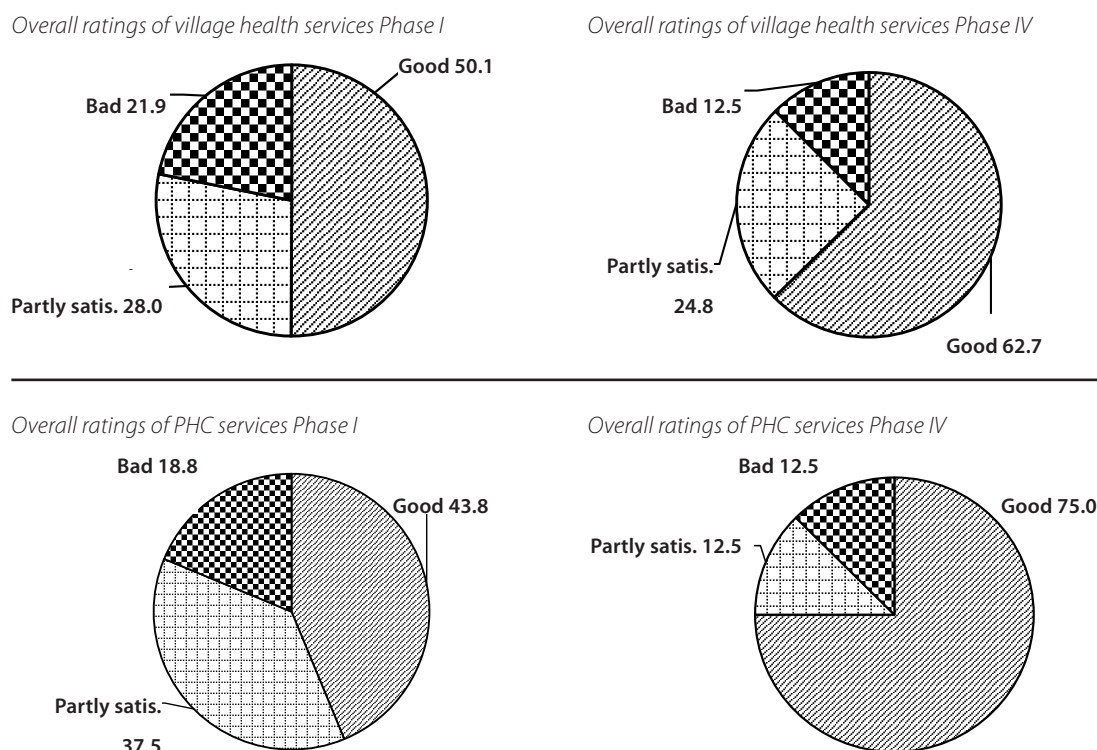 Overall ratings of village health services Phase I
Good 50.1
Bad 21.9
Partly satis. 28.0
Overall ratings of village health services Phase IV
Bad 12.5
Partly satis.
24.8
Good 62.7
Overall ratings of PHC services Phase I
Bad 18.8
Good 43.8
Partly satis.
37.5
Overall ratings of PHC services Phase IV
Bad 12.5
Good 75.0
Partly satis. 12.5